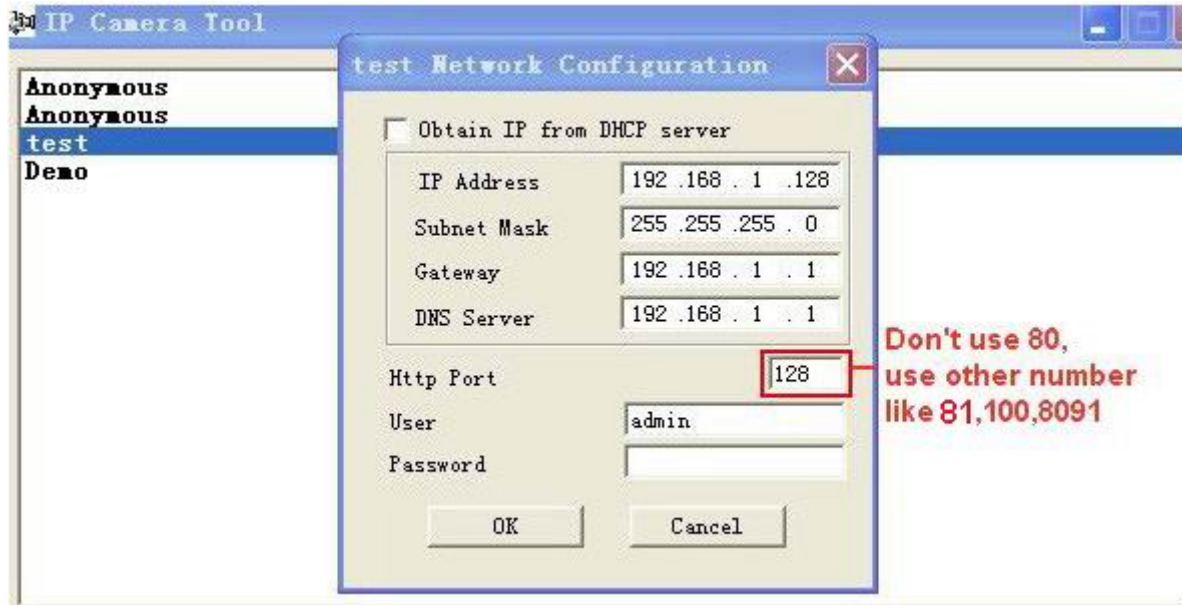 IP Camera Tool
test Network Configuration
Anonymous
Anonymous
test
Demo
Obtain IP from DHCP server
IP Address 192 .168 . 1 .128
Subnet Mask 255 .255 .255 . 0
Gateway 192 .168 . 1 . 1
DNS Server 192 .168 . 1 . 1
Http Port 128
User admin
Password
OK Cancel
Don't use 80,
use other number
like 81,100,8091